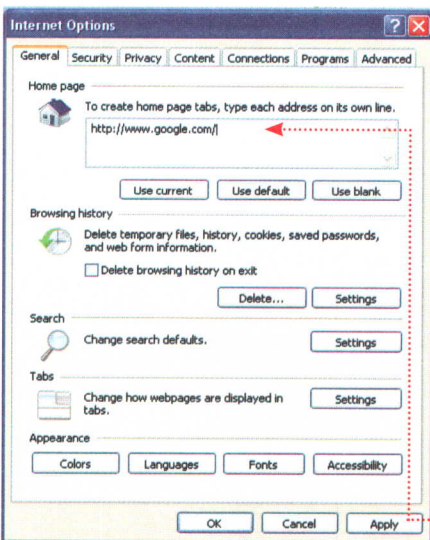 Internet Options
General Security Privacy Content Connections Programs Advanced
Home page
To create home page tabs, type each address on its own line.
http://www.google.com/
Use current Use default Use blank
Browsing history
Delete temporary files, history, cookies, saved passwords,
and web form information.
Delete browsing history on exit
Delete... Settings
Search
Change search defaults.
Settings
Tabs
Change how webpages are displayed in
tabs.
Settings
Appearance
Colors Languages Fonts Accessibility
OK Cancel Apply